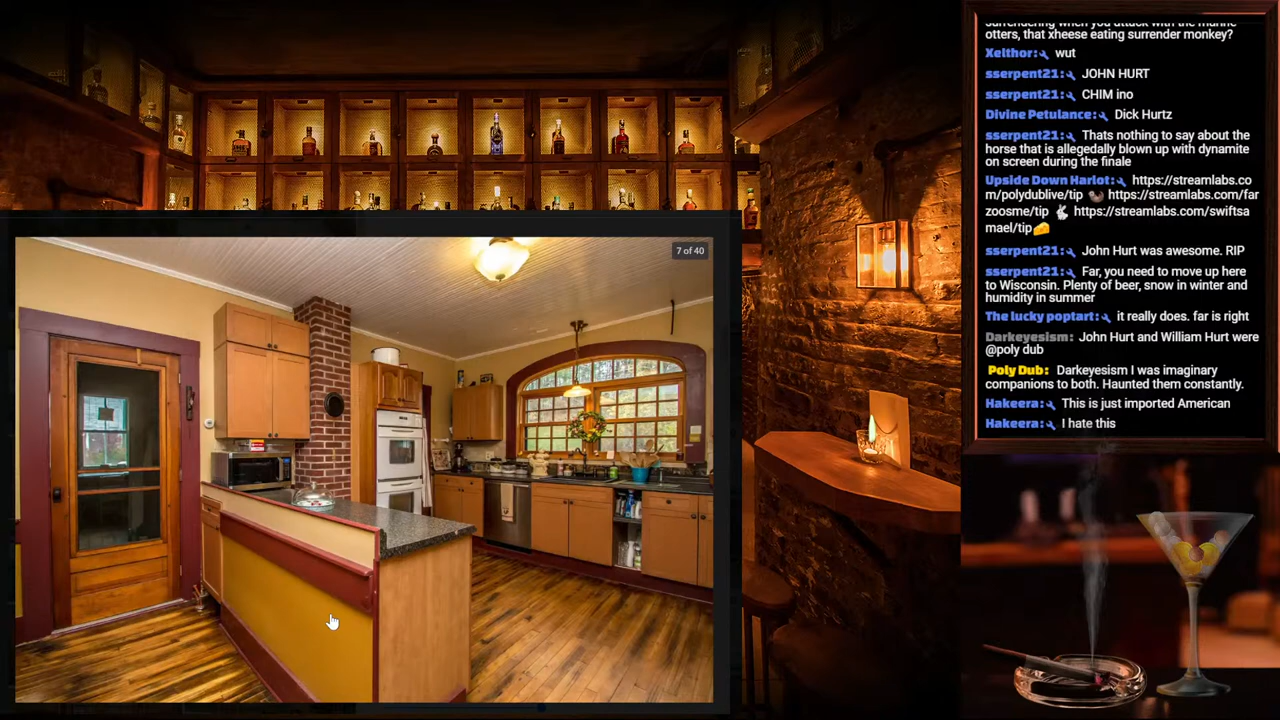 7 of 40
surrendering when you attack with the marine
otters, that xheese eating surrender monkey?
Xelthor: wut
sserpent21: JOHN HURT
sserpent21: CHIM ino
Divine Petulance: Dick Hurtz
sserpent21: Thats nothing to say about the
horse that is allegedally blown up with dynamite
on screen during the finale
Upside Down Harlot: https://streamlabs.co
m/polydublive/tip 🦦 https://streamlabs.com/far
zoosme/tip 🐇 https://streamlabs.com/swiftsa
mael/tip🧀
sserpent21: John Hurt was awesome. RIP
sserpent21: Far, you need to move up here
to Wisconsin. Plenty of beer, snow in winter and
humidity in summer
The lucky poptart: it really does. far is right
Darkeyesism: John Hurt and William Hurt were
@poly dub
Poly Dub: Darkeyesism I was imaginary
companions to both. Haunted them constantly.
Hakeera: This is just imported American
Hakeera: I hate this